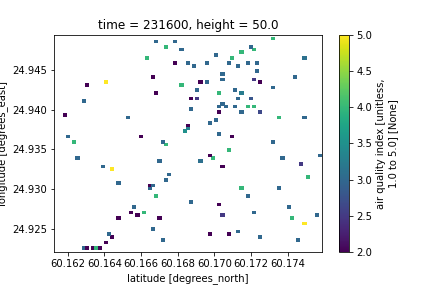 time = 231600, height = 50.0
longitude [degrees_east]
24.945
24.940
24.935
24.930
24.925
60.162 60.164 60.166 60.168 60.170 60.172 60.174
latitude [degrees_north]
5.0
4.5
4.0
3.5
3.0
2.5
2.0
air quality index [unitless,
1.0 to 5.0] [None]